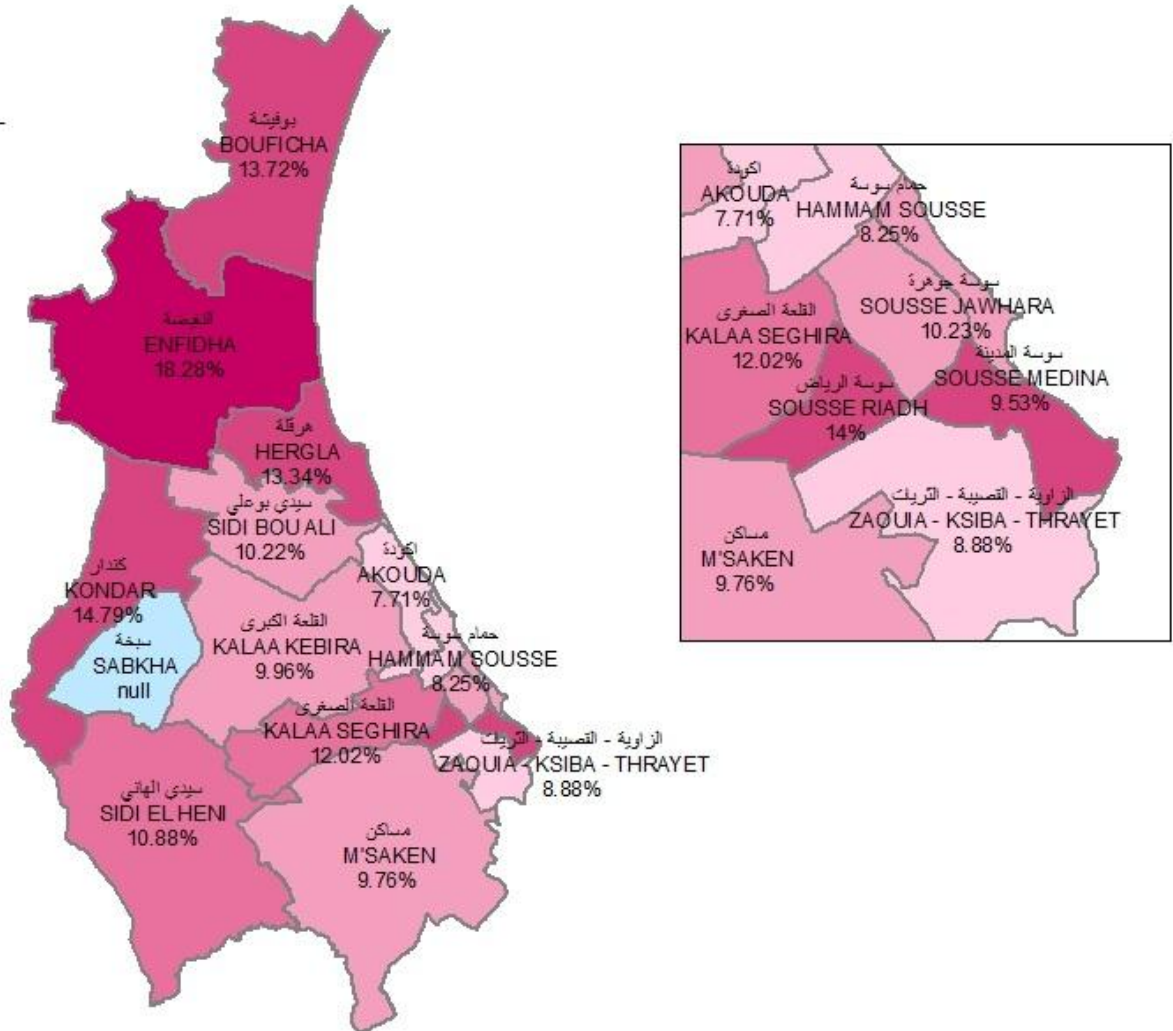 بوفيشة
BOUFICHA
13.72%
النفيضة
ENFIDHA
18.28%
هرقلة
HERGLA
13.34%
سيدي بوعلي
SIDI BOU ALI
10.22%
كندار
KONDAR
14.79%
سبخة
SABKHA
null
اكودة
AKOUDA
7.71%
القلعة الكبرى
KALAA KEBIRA
9.96%
حمام سوسة
HAMMAM SOUSSE
8.25%
القلعة الصغرى
KALAA SEGHIRA
12.02%
الزاوية - القصيبة - الثريات
ZAOUIA - KSIBA - THRAYET
8.88%
سيدي الهاني
SIDI EL HENI
10.88%
مساكن
M'SAKEN
9.76%
اكودة
AKOUDA
7.71%
حمام سوسة
HAMMAM SOUSSE
8.25%
سوسة جوهرة
SOUSSE JAWHARA
10.23%
القلعة الصغرى
KALAA SEGHIRA
12.02%
سوسة المدينة
SOUSSE MEDINA
9.53%
سوسة الرياض
SOUSSE RIADH
14%
الزاوية - القصيبة - الثريات
ZAOUIA - KSIBA - THRAYET
8.88%
مساكن
M'SAKEN
9.76%